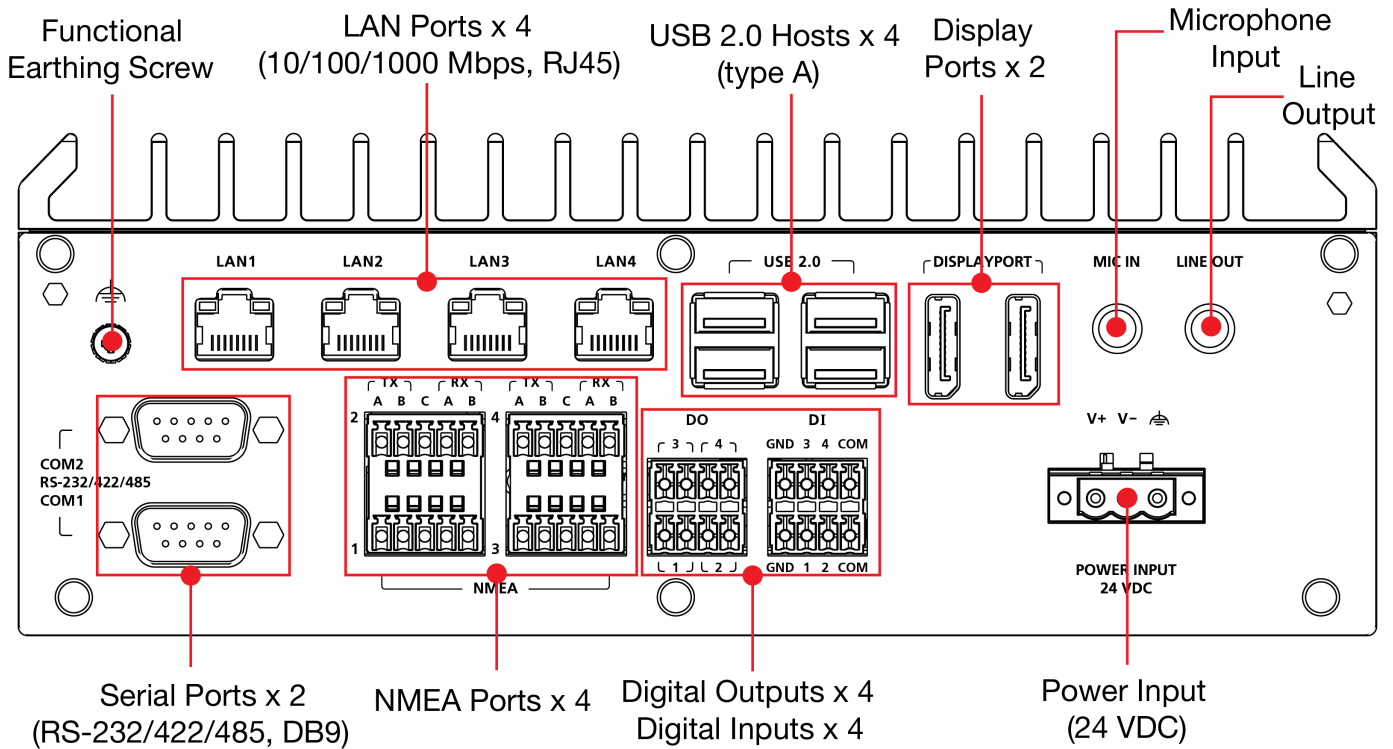 Functional
Earthing Screw
LAN Ports x 4
(10/100/1000 Mbps, RJ45)
USB 2.0 Hosts x 4
(type A)
Display
Ports x 2
Microphone
Input
Line
Output
LAN1 LAN2 LAN3 LAN4 USB 2.0 DISPLAYPORT MIC IN LINE OUT
TX RX TX RX
A B C A B A B C A B
2 4
DO DI
V+ V−
3 4 GND 3 4 COM
COM2
RS-232/422/485
COM1
1 3
1 2 GND 1 2 COM
NMEA
POWER INPUT
24 VDC
Serial Ports x 2
(RS-232/422/485, DB9)
NMEA Ports x 4
Digital Outputs x 4
Digital Inputs x 4
Power Input
(24 VDC)